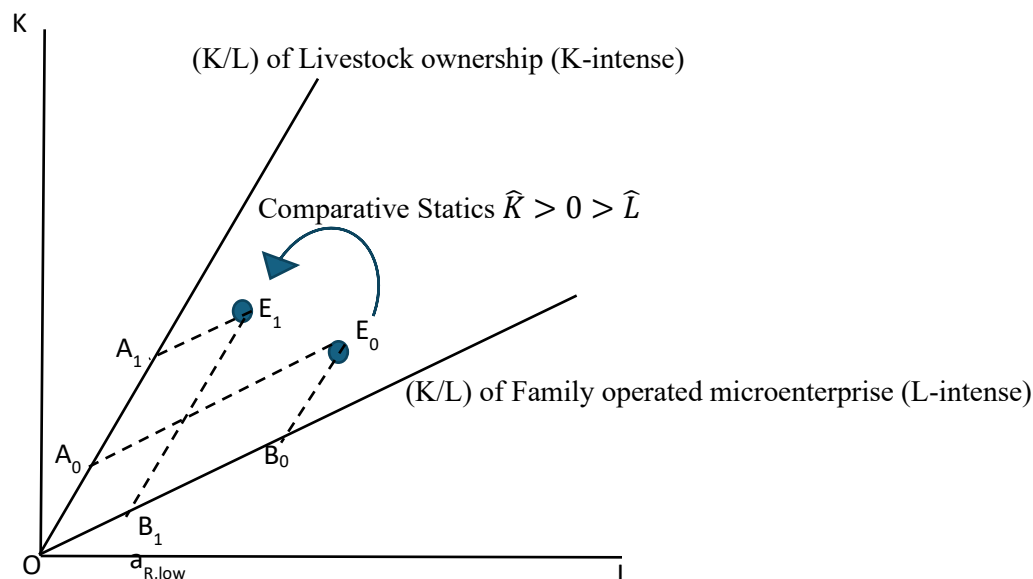 K
(K/L) of Livestock ownership (K-intense)
Comparative Statics K̂ > 0 > L̂
E₁
E₀
A₁
(K/L) of Family operated microenterprise (L-intense)
A₀
B₀
B₁
O
a_R,low